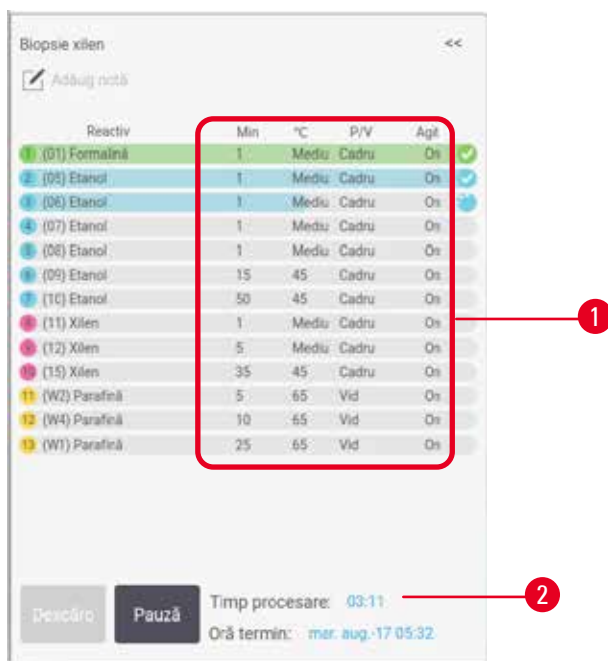 Biopsie xilen <<
Adăug notă
Reactiv Min °C P/V Agit
1 (01) Formalină 1 Mediu Cadru On
2 (05) Etanol 1 Mediu Cadru On
3 (06) Etanol 1 Mediu Cadru On
4 (07) Etanol 1 Mediu Cadru On
5 (08) Etanol 1 Mediu Cadru On
6 (09) Etanol 15 45 Cadru On
7 (10) Etanol 50 45 Cadru On
8 (11) Xilen 1 Mediu Cadru On
9 (12) Xilen 5 Mediu Cadru On
10 (15) Xilen 35 45 Cadru On
11 (W2) Parafină 5 65 Vid On
12 (W4) Parafină 10 65 Vid On
13 (W1) Parafină 25 65 Vid On
1
Descăro Pauză
Timp procesare: 03:11
2
Oră termin: mar. aug.-17 05:32